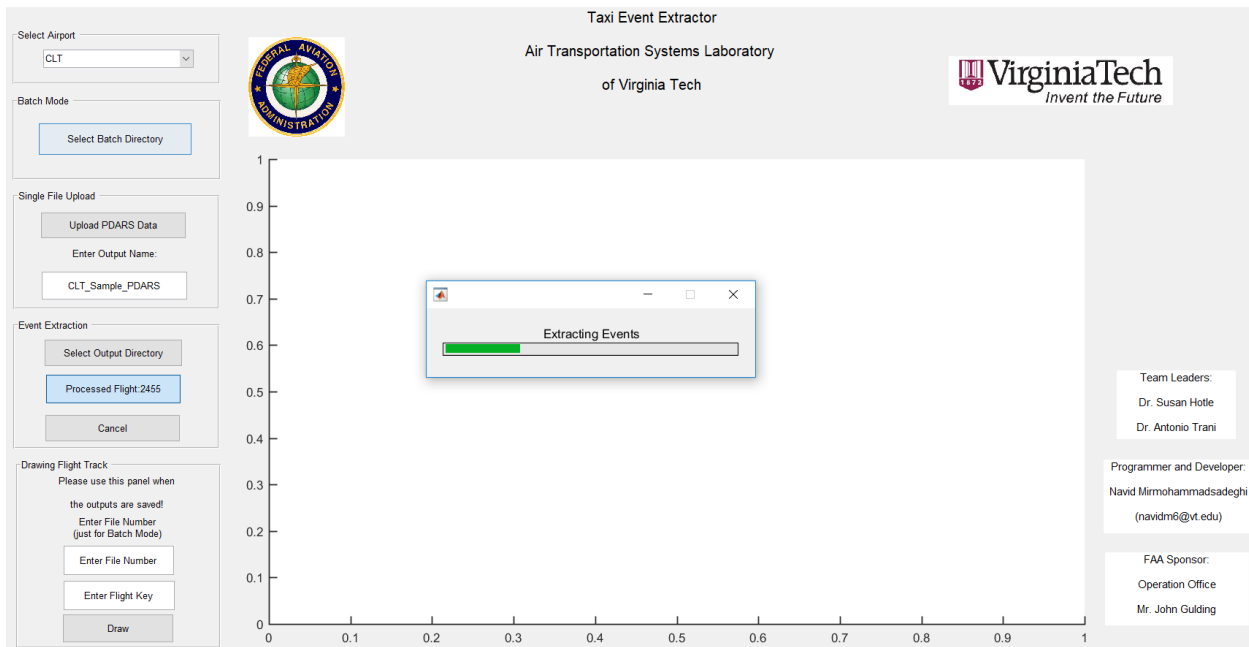 Taxi Event Extractor
Air Transportation Systems Laboratory
of Virginia Tech
FEDERAL AVIATION
ADMINISTRATION
1872
VirginiaTech
Invent the Future
Select Airport
CLT
Batch Mode
Select Batch Directory
Single File Upload
Upload PDARS Data
Enter Output Name:
CLT_Sample_PDARS
Event Extraction
Select Output Directory
Processed Flight:2455
Cancel
Drawing Flight Track
Please use this panel when
the outputs are saved!
Enter File Number
(just for Batch Mode)
Enter File Number
Enter Flight Key
Draw
1
0.9
0.8
0.7
0.6
0.5
0.4
0.3
0.2
0.1
0
0 0.1 0.2 0.3 0.4 0.5 0.6 0.7 0.8 0.9 1
Extracting Events
Team Leaders:
Dr. Susan Hotle
Dr. Antonio Trani
Programmer and Developer:
Navid Mirmohammadsadeghi
(navidm6@vt.edu)
FAA Sponsor:
Operation Office
Mr. John Gulding